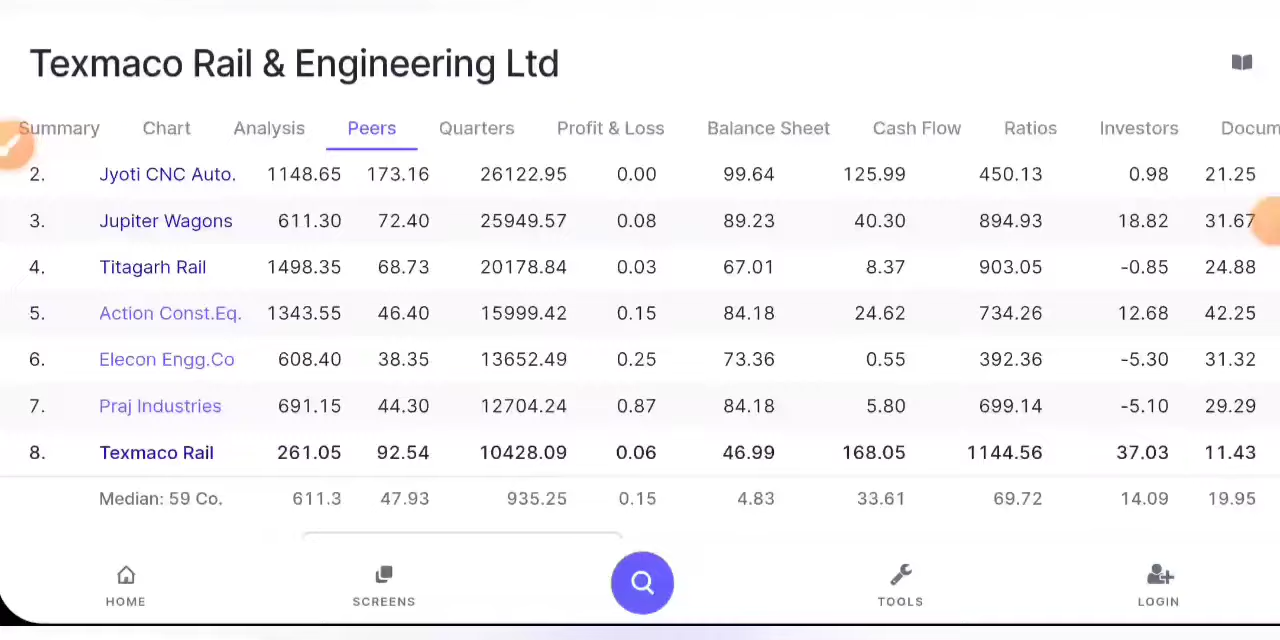 Texmaco Rail & Engineering Ltd
Summary Chart Analysis Peers Quarters Profit & Loss Balance Sheet Cash Flow Ratios Investors Docum
2. Jyoti CNC Auto. 1148.65 173.16 26122.95 0.00 99.64 125.99 450.13 0.98 21.25
3. Jupiter Wagons 611.30 72.40 25949.57 0.08 89.23 40.30 894.93 18.82 31.67
4. Titagarh Rail 1498.35 68.73 20178.84 0.03 67.01 8.37 903.05 -0.85 24.88
5. Action Const.Eq. 1343.55 46.40 15999.42 0.15 84.18 24.62 734.26 12.68 42.25
6. Elecon Engg.Co 608.40 38.35 13652.49 0.25 73.36 0.55 392.36 -5.30 31.32
7. Praj Industries 691.15 44.30 12704.24 0.87 84.18 5.80 699.14 -5.10 29.29
8. Texmaco Rail 261.05 92.54 10428.09 0.06 46.99 168.05 1144.56 37.03 11.43
Median: 59 Co. 611.3 47.93 935.25 0.15 4.83 33.61 69.72 14.09 19.95
HOME SCREENS TOOLS LOGIN